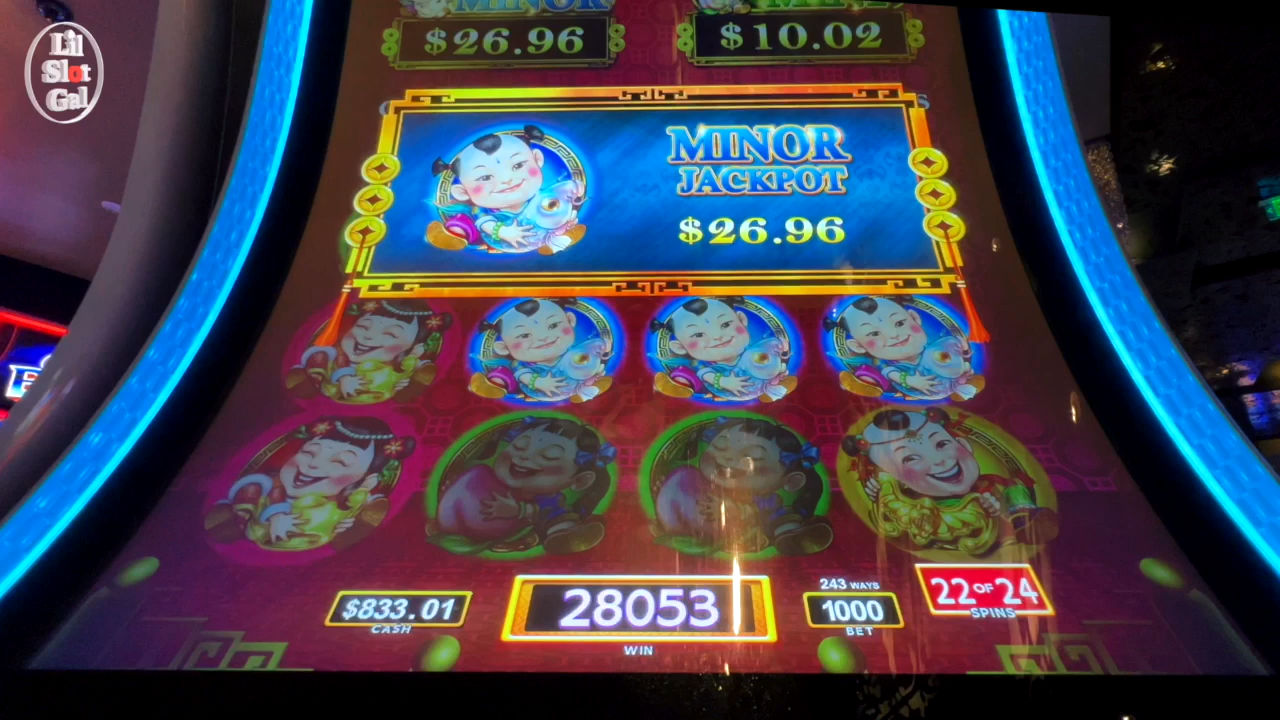 Lil
Slot
Gal
MINOR
$26.96
$10.02
MINOR
JACKPOT
$26.96
$833.01
CASH
28053
WIN
243 WAYS
1000
BET
22 OF 24
SPINS